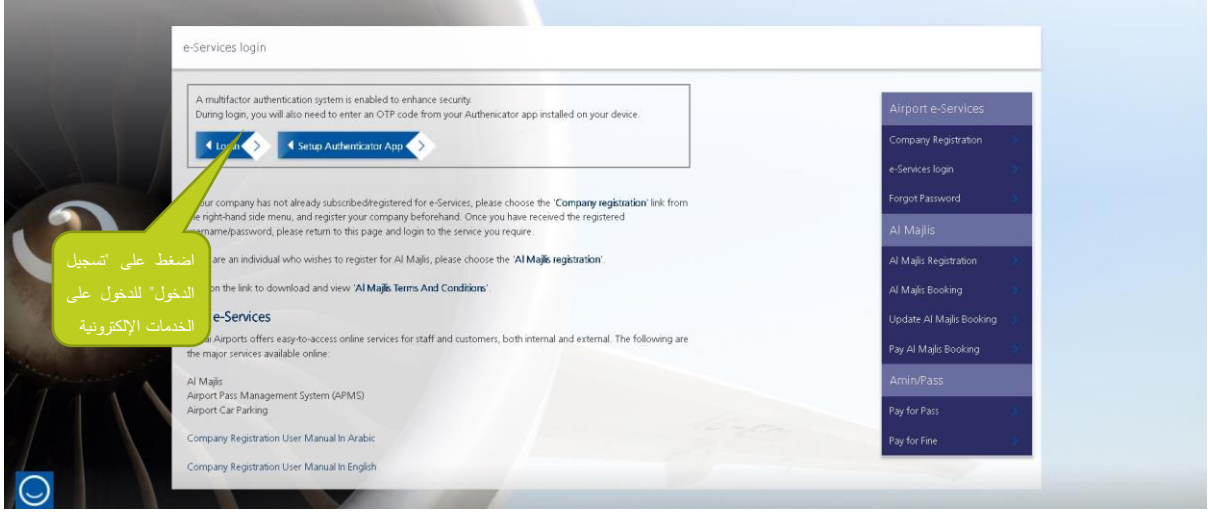 e-Services login
A multifactor authentication system is enabled to enhance security.
During login, you will also need to enter an OTP code from your Authenicator app installed on your device.
Setup Authenticator App
our company has not already subscribed/registered for e-Services, please choose the 'Company registration' link from
right-hand side menu, and register your company beforehand. Once you have received the registered
please return to this page and login to the service you require.
are an individual who wishes to register for Al Majlis, please choose the 'Al Majlis registration'.
on the link to download and view 'Al Majlis Terms And Conditions'.
e-Services
Airports offers easy-to-access online services for staff and customers, both internal and external. The following are
the major services available online:
Al Majlis
Airport Pass Management System (APMS)
Airport Car Parking
Company Registration User Manual In Arabic
Company Registration User Manual In English
اضغط على "تسجيل
الدخول" للدخول على
الخدمات الإلكترونية
Airport e-Services
Company Registration
e-Services login
Forgot Password
Al Majlis
Al Majlis Registration
Al Majlis Booking
Update Al Majlis Booking
Pay Al Majlis Booking
Amin/Pass
Pay for Pass
Pay for Fine